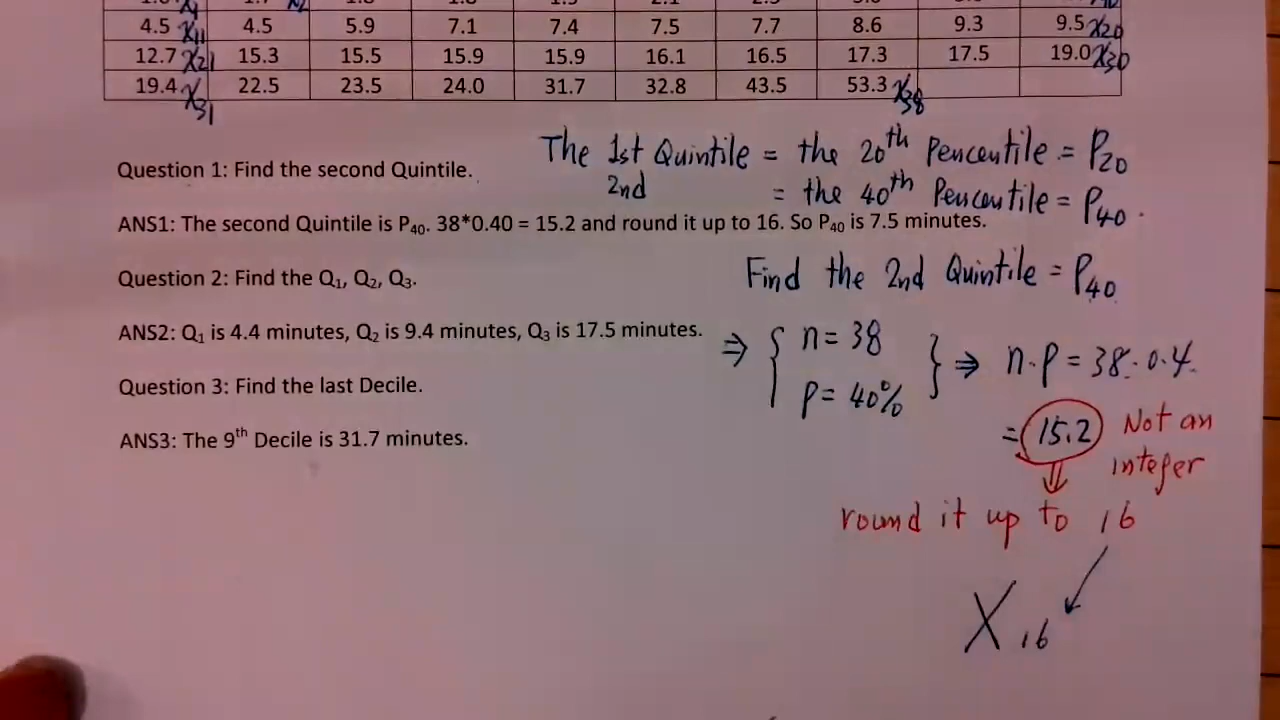 4.5 X11 4.5 5.9 7.1 7.4 7.5 7.7 8.6 9.3 9.5 X20
12.7 X21 15.3 15.5 15.9 15.9 16.1 16.5 17.3 17.5 19.0 X30
19.4 X31 22.5 23.5 24.0 31.7 32.8 43.5 53.3 X38
The 1st Quintile = the 20th Pencentile = P20
Question 1: Find the second Quintile.
2nd = the 40th Pencentile = P40.
ANS1: The second Quintile is P40. 38*0.40 = 15.2 and round it up to 16. So P40 is 7.5 minutes.
Find the 2nd Quintile = P40
Question 2: Find the Q1, Q2, Q3.
ANS2: Q1 is 4.4 minutes, Q2 is 9.4 minutes, Q3 is 17.5 minutes.
⇒ { n = 38
p = 40% } ⇒ n·p = 38·0.4
Question 3: Find the last Decile.
= 15.2 Not an
integer
ANS3: The 9th Decile is 31.7 minutes.
round it up to 16
X16